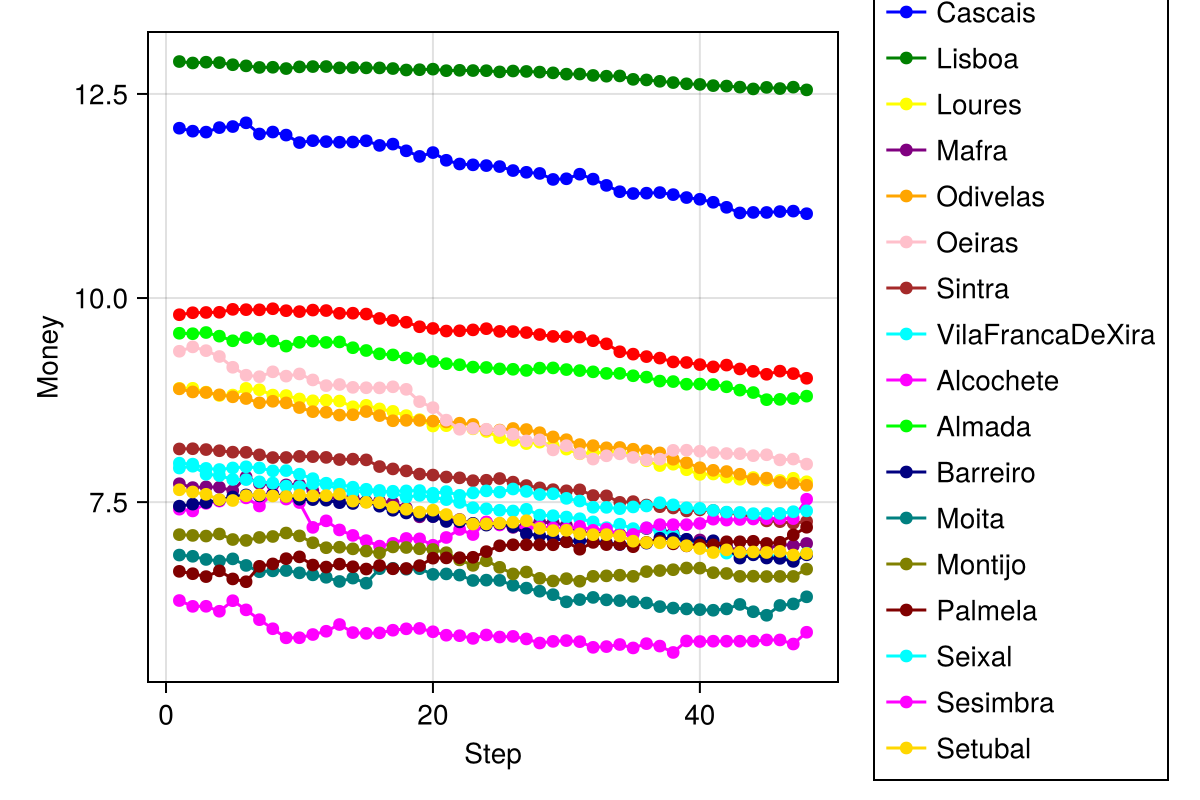 12.5
10.0
7.5
Money
0
20
40
Step
Cascais
Lisboa
Loures
Mafra
Odivelas
Oeiras
Sintra
VilaFrancaDeXira
Alcochete
Almada
Barreiro
Moita
Montijo
Palmela
Seixal
Sesimbra
Setubal